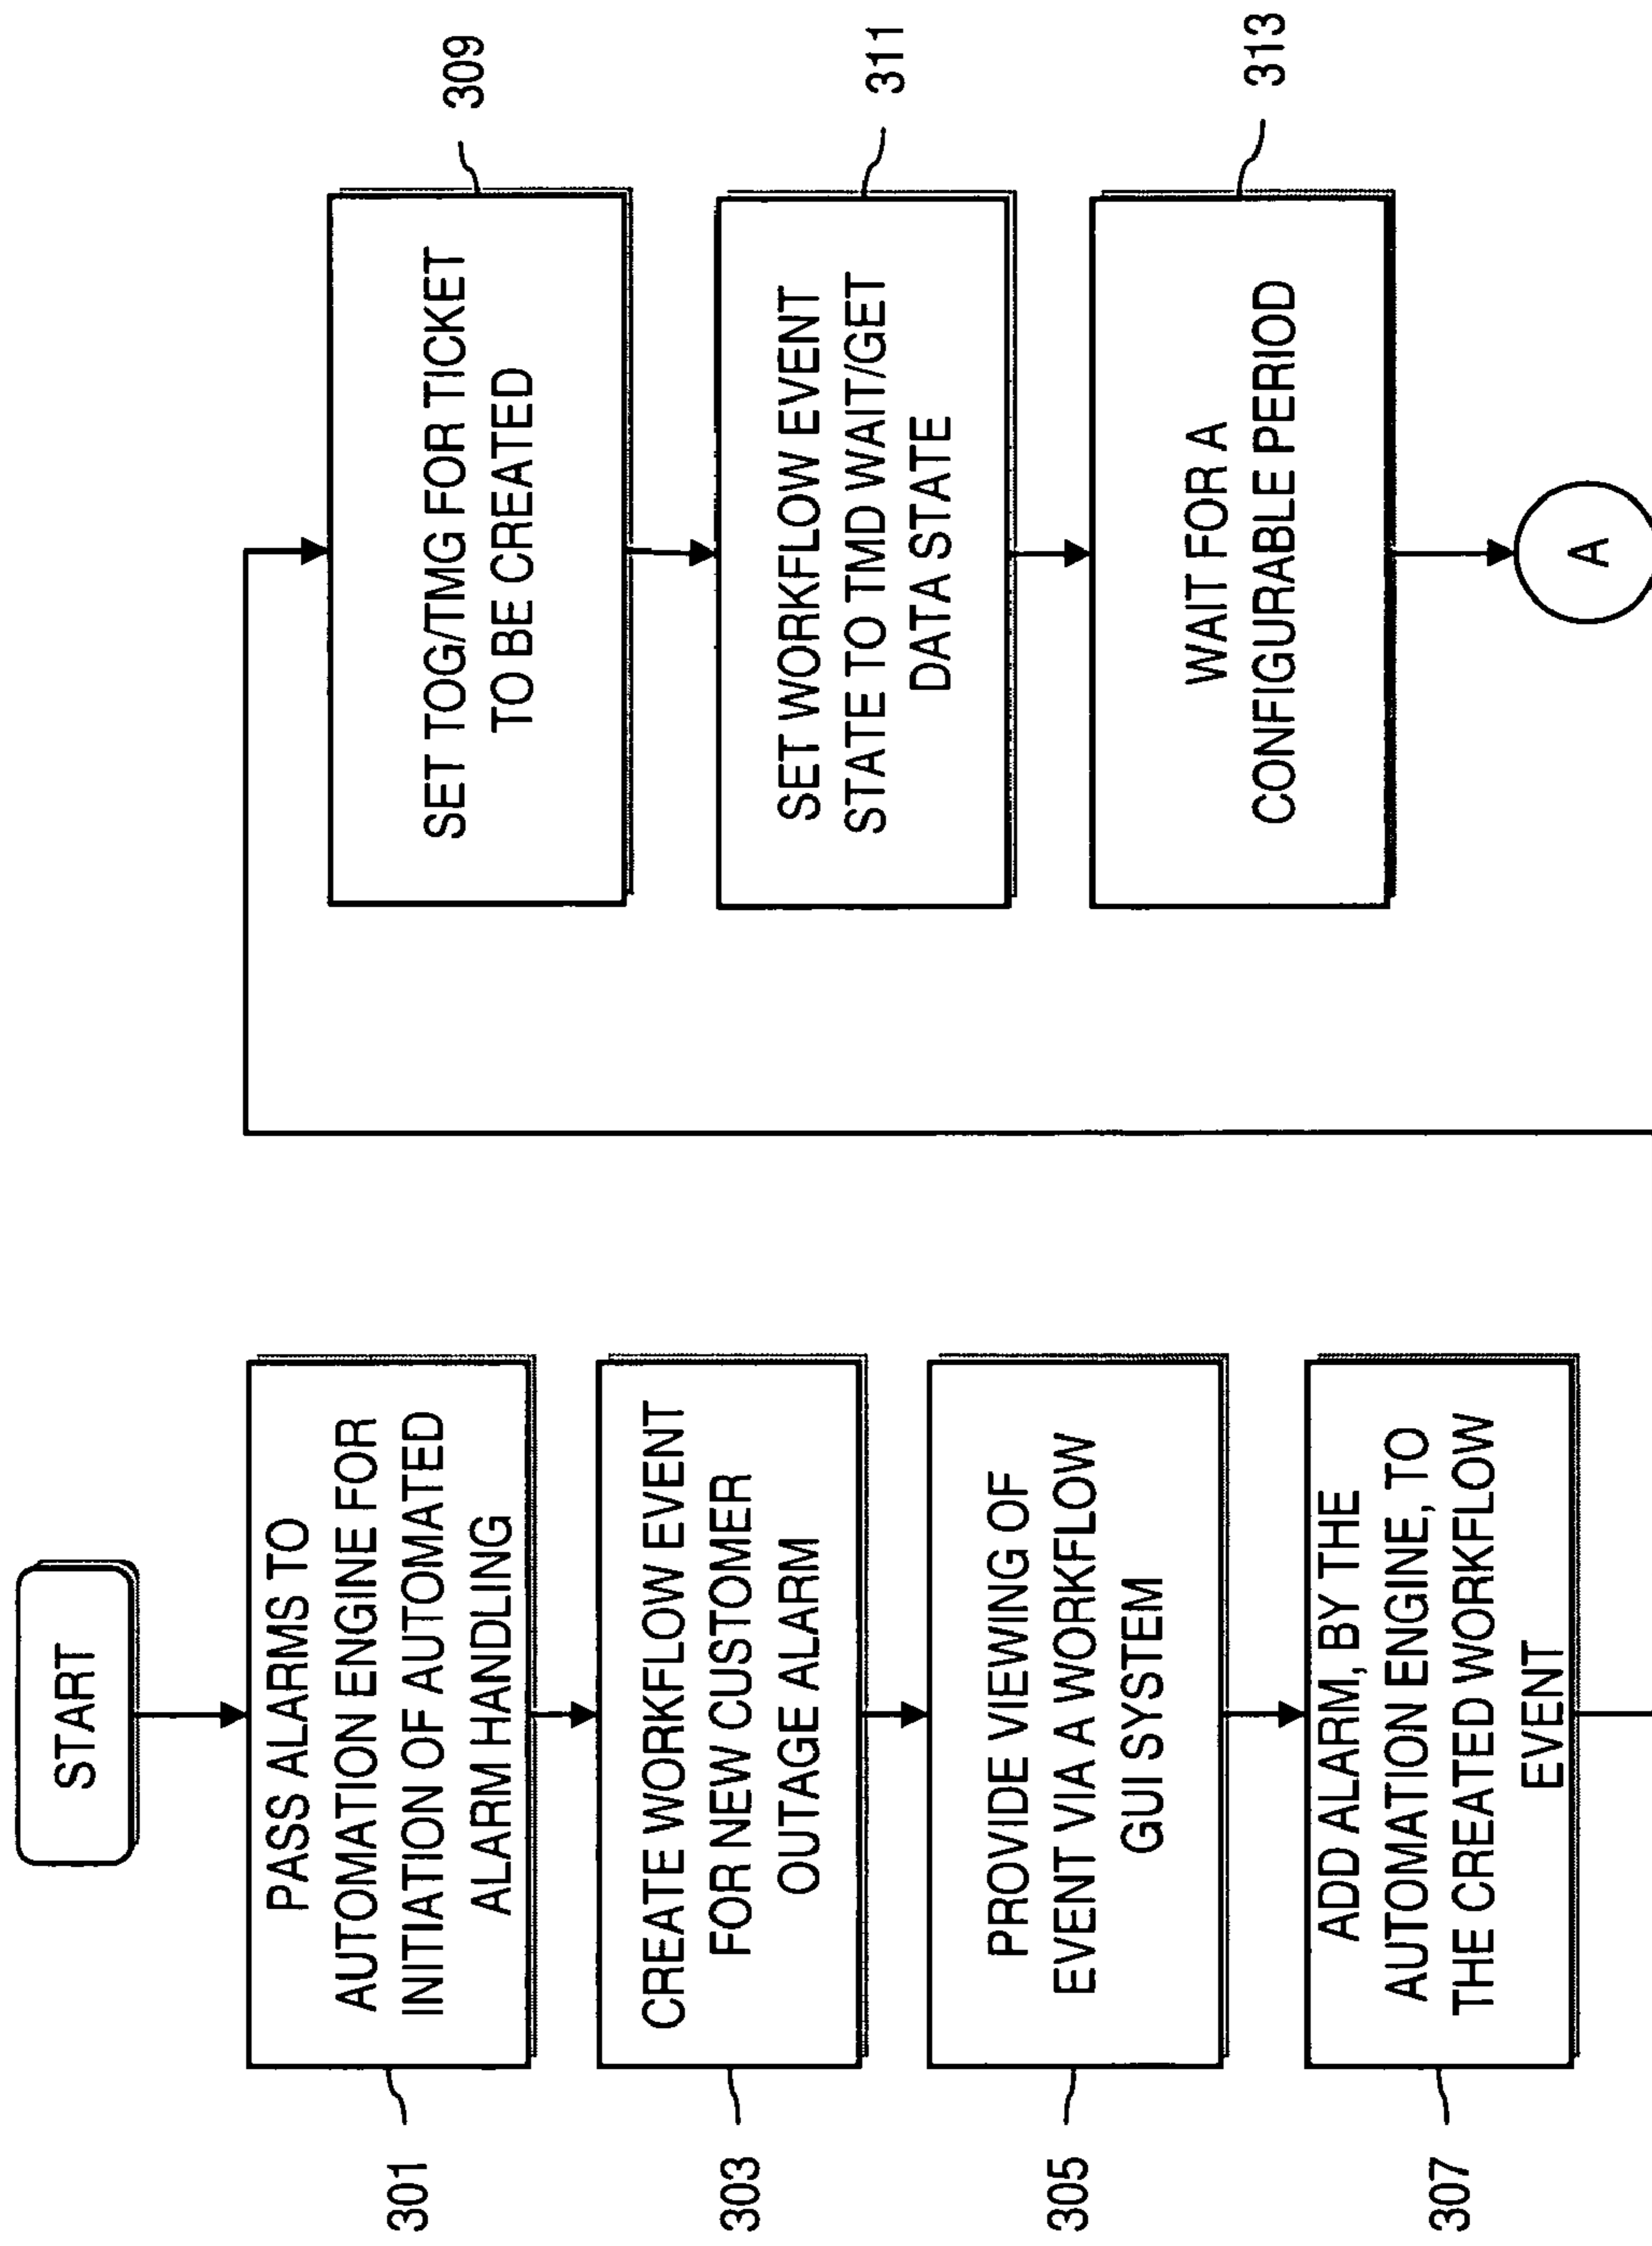 START
PASS ALARMS TO
AUTOMATION ENGINE FOR
INITIATION OF AUTOMATED
ALARM HANDLING
301
CREATE WORKFLOW EVENT
FOR NEW CUSTOMER
OUTAGE ALARM
303
PROVIDE VIEWING OF
EVENT VIA A WORKFLOW
GUI SYSTEM
305
ADD ALARM, BY THE
AUTOMATION ENGINE, TO
THE CREATED WORKFLOW
EVENT
307
SET TOG/TMG FOR TICKET
TO BE CREATED
309
SET WORKFLOW EVENT
STATE TO TMD WAIT/GET
DATA STATE
311
WAIT FOR A
CONFIGURABLE PERIOD
313
A